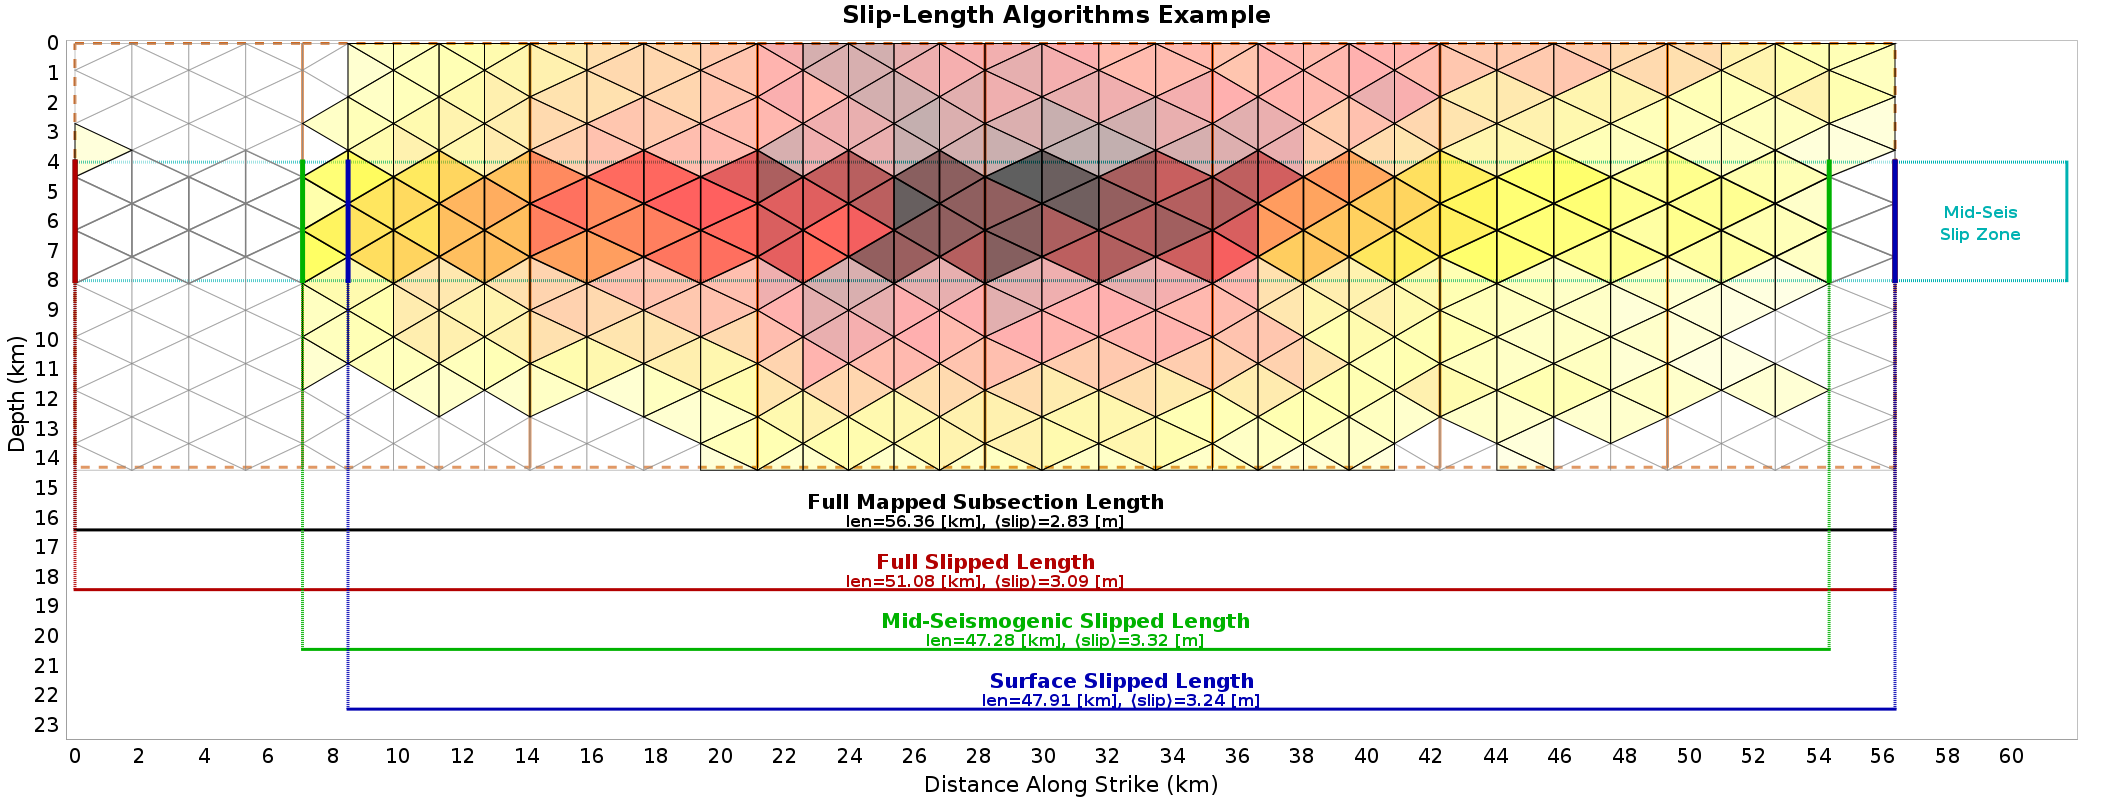 Slip-Length Algorithms Example
0
1
2
3
4
5
6
7
8
9
10
11
12
13
14
15
16
17
18
19
20
21
22
23
Depth (km)
Mid-Seis
Slip Zone
Full Mapped Subsection Length
len=56.36 [km], ⟨slip⟩=2.83 [m]
Full Slipped Length
len=51.08 [km], ⟨slip⟩=3.09 [m]
Mid-Seismogenic Slipped Length
len=47.28 [km], ⟨slip⟩=3.32 [m]
Surface Slipped Length
len=47.91 [km], ⟨slip⟩=3.24 [m]
0 2 4 6 8 10 12 14 16 18 20 22 24 26 28 30 32 34 36 38 40 42 44 46 48 50 52 54 56 58 60
Distance Along Strike (km)